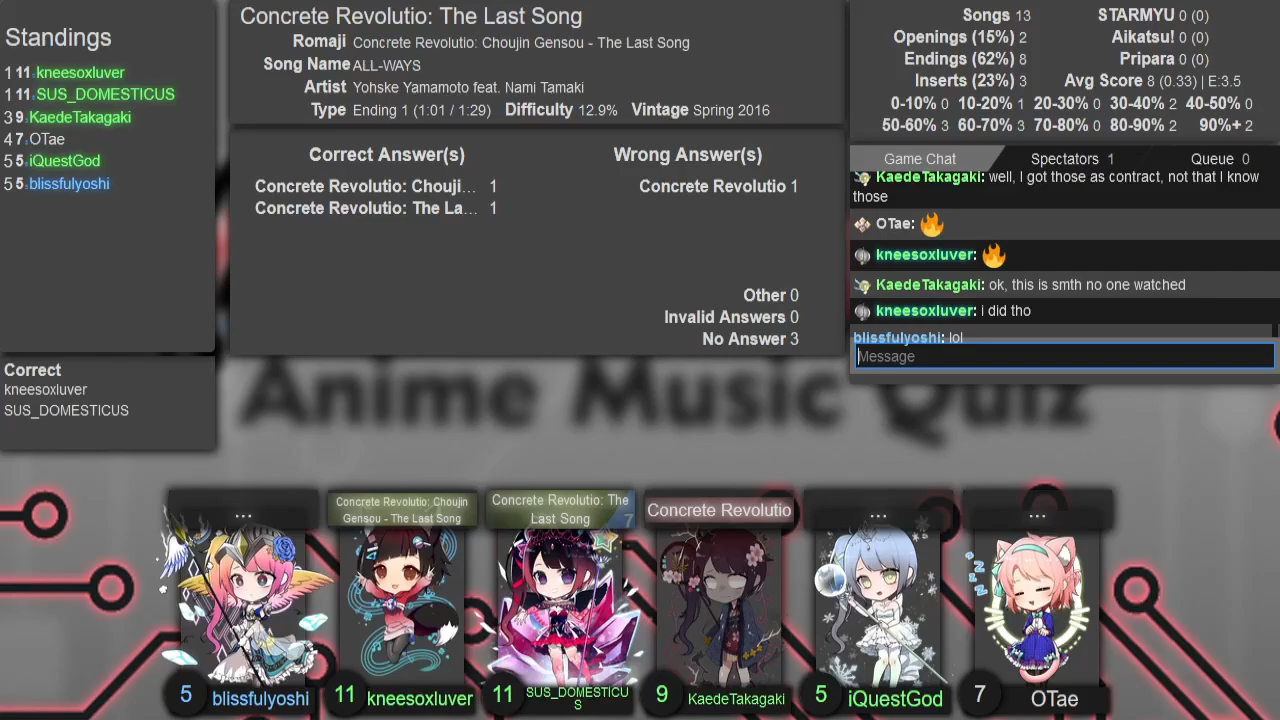 Standings
1 11 kneesoxluver
1 11 SUS_DOMESTICUS
3 9 KaedeTakagaki
4 7 OTae
5 5 iQuestGod
5 5 blissfulyoshi
Correct
kneesoxluver
SUS_DOMESTICUS
Concrete Revolutio: The Last Song
Romaji Concrete Revolutio: Choujin Gensou - The Last Song
Song Name ALL-WAYS
Artist Yohske Yamamoto feat. Nami Tamaki
Type Ending 1 (1:01 / 1:29) Difficulty 12.9% Vintage Spring 2016
Correct Answer(s) Wrong Answer(s)
Concrete Revolutio: Chouji... 1 Concrete Revolutio 1
Concrete Revolutio: The La... 1
Other 0
Invalid Answers 0
No Answer 3
Songs 13 STARMYU 0 (0)
Openings (15%) 2 Aikatsu! 0 (0)
Endings (62%) 8 Pripara 0 (0)
Inserts (23%) 3 Avg Score 8 (0.33) | E:3.5
0-10% 0 10-20% 1 20-30% 0 30-40% 2 40-50% 0
50-60% 3 60-70% 3 70-80% 0 80-90% 2 90%+ 2
Game Chat Spectators 1 Queue 0
KaedeTakagaki: well, I got those as contract, not that I know
those
OTae:
kneesoxluver:
KaedeTakagaki: ok, this is smth no one watched
kneesoxluver: i did tho
blissfulyoshi: lol
Message
Anime Music Quiz
...
Concrete Revolutio: Choujin
Gensou - The Last Song
Concrete Revolutio: The
Last Song
7
Concrete Revolutio
...
...
5 blissfulyoshi
11 kneesoxluver
11 SUS_DOMESTICU
S
9 KaedeTakagaki
5 iQuestGod
7 OTae